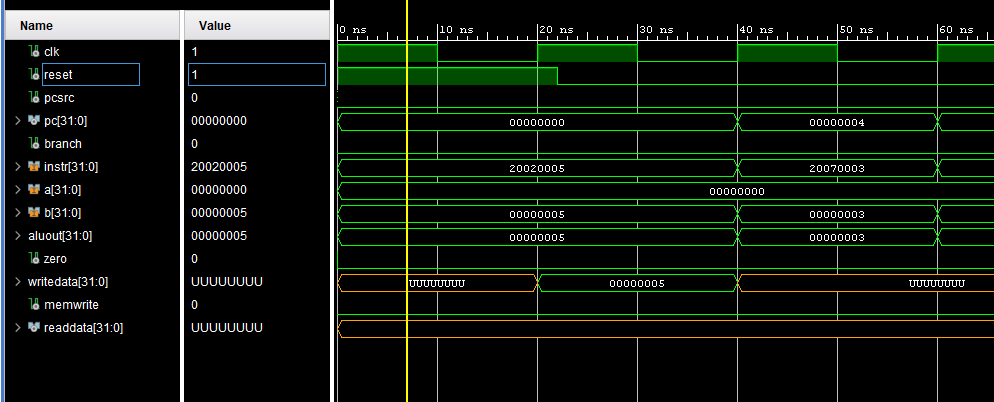 Name Value
0 ns 10 ns 20 ns 30 ns 40 ns 50 ns 60 ns
clk 1
reset 1
pcsrc 0
pc[31:0] 00000000 00000000 00000004
branch 0
instr[31:0] 20020005 20020005 20070003
a[31:0] 00000000 00000000
b[31:0] 00000005 00000005 00000003
aluout[31:0] 00000005 00000005 00000003
zero 0
writedata[31:0] UUUUUUUU UUUUUUUU 00000005 UUUUUUUU
memwrite 0
readdata[31:0] UUUUUUUU